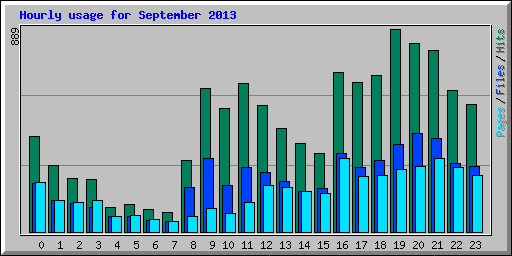 Hourly usage for September 2013
889
Pages/Files/Hits
0 1 2 3 4 5 6 7 8 9 10 11 12 13 14 15 16 17 18 19 20 21 22 23